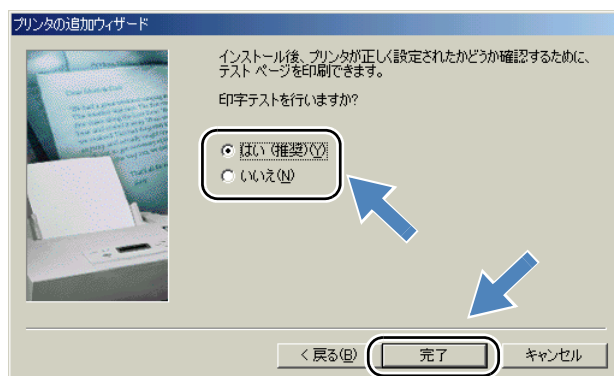 プリンタの追加ウィザード
インストール後、プリンタが正しく設定されたかどうか確認するために、
テスト ページを印刷できます。
印字テストを行いますか?
はい (推奨)(Y)
いいえ(N)
< 戻る(B)
完了
キャンセル